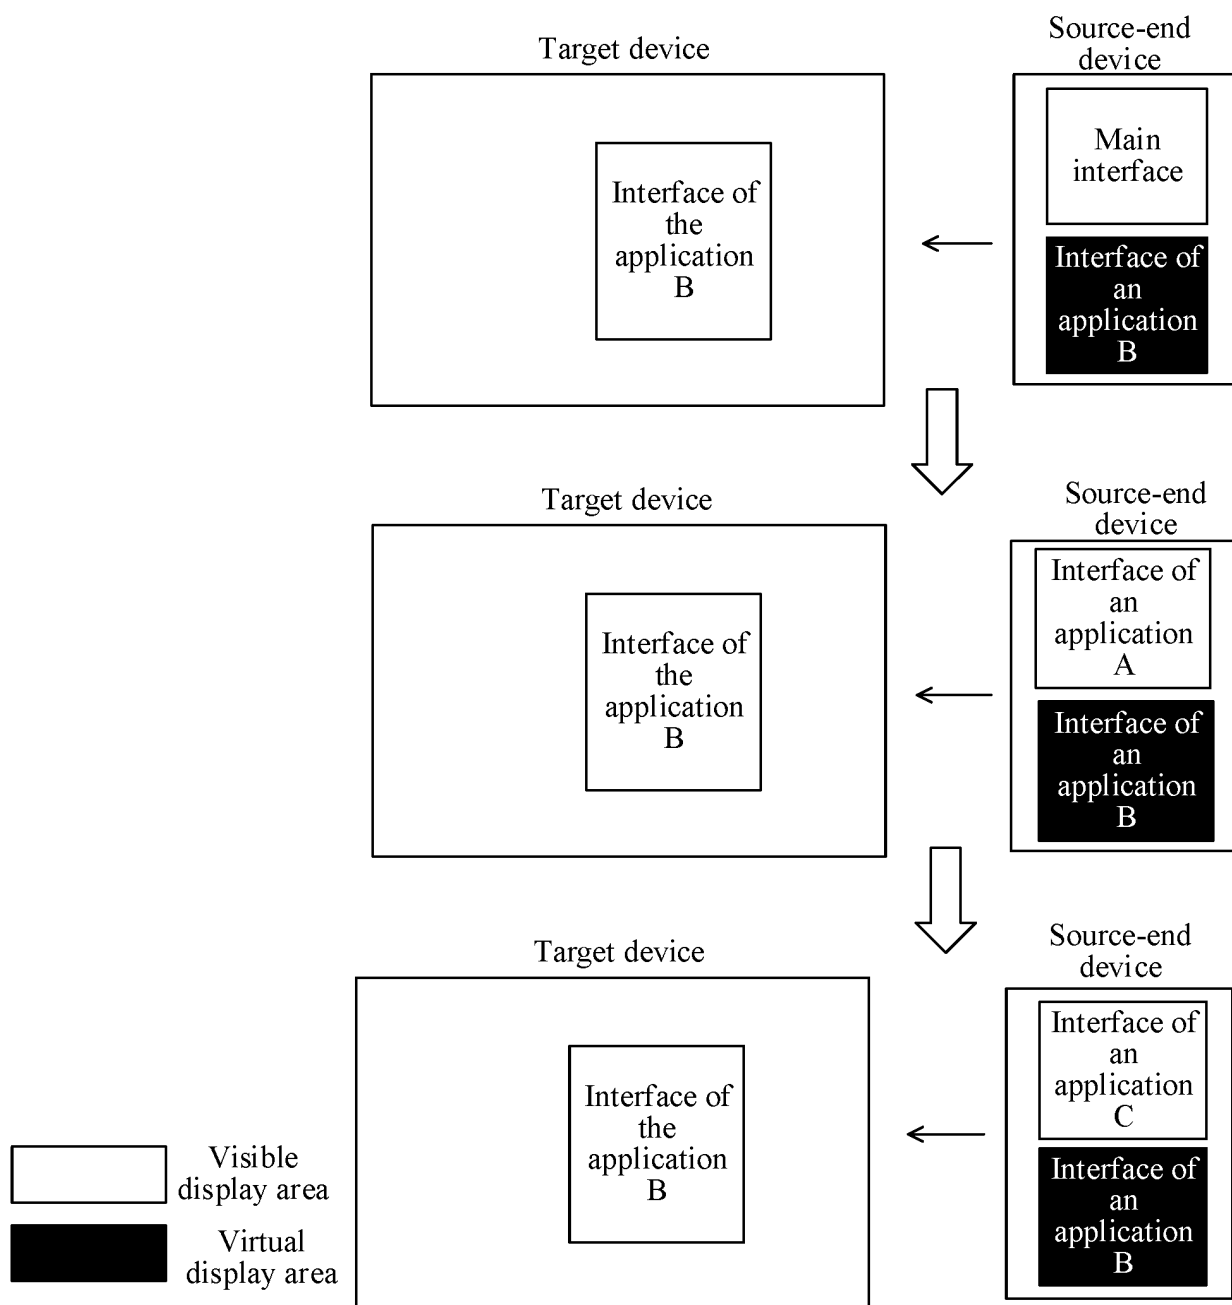 Target device
Source-end
device
Interface of
the
application
B
Main
interface
Interface of
an
application
B
Target device
Source-end
device
Interface of
the
application
B
Interface of
an
application
A
Interface of
an
application
B
Target device
Source-end
device
Interface of
the
application
B
Interface of
an
application
C
Interface of
an
application
B
Visible
display area
Virtual
display area